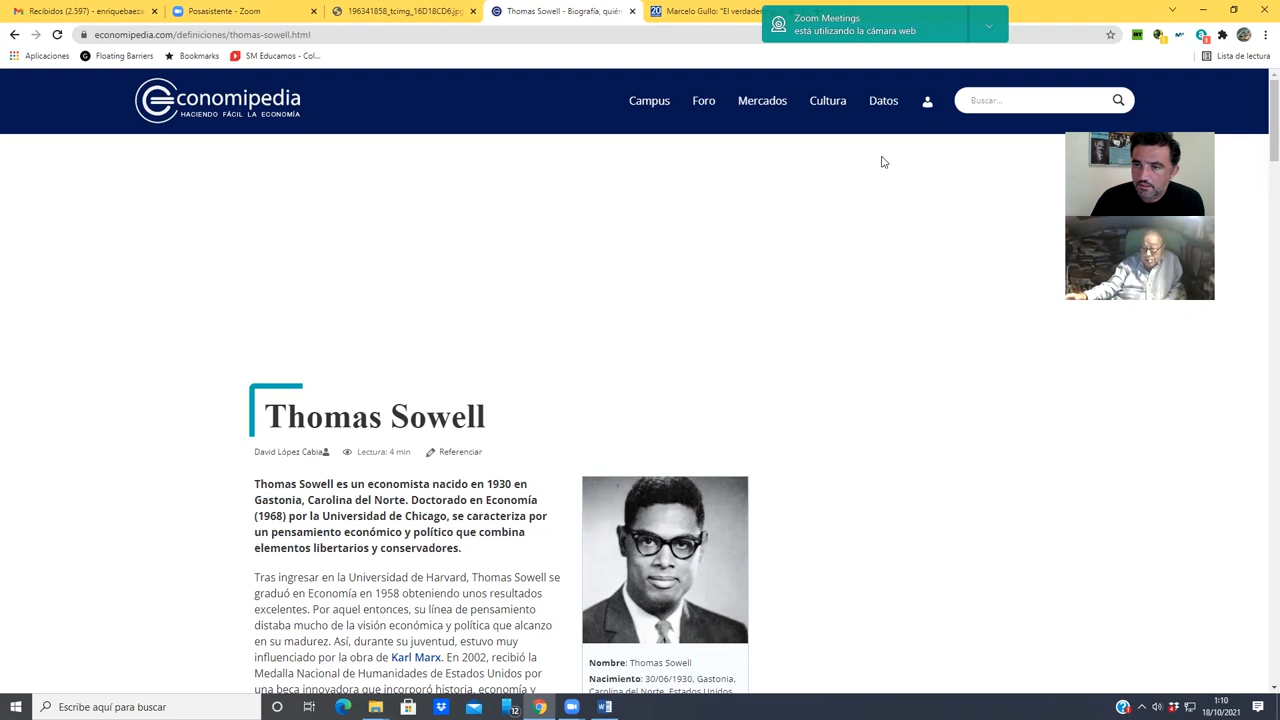 Recibidos (2.597) - enriquebaeza
Pacesistente - Zoom
196341858_tcimg_16D18CD6.jpg
Thomas Sowell - Biografía, quién
Marcelo Gullo: "El verdader
Zoom Meetings
está utilizando la cámara web
economipedia.com/definiciones/thomas-sowell.html
Aplicaciones
Floating Barriers
Bookmarks
SM Educamos - Col...
Lista de lectura
economipedia
HACIENDO FÁCIL LA ECONOMÍA
Campus
Foro
Mercados
Cultura
Datos
Buscar...
Thomas Sowell
David López Cabia
Lectura: 4 min
Referenciar
Thomas Sowell es un economista nacido en 1930 en
Gastonia, Carolina del Norte. Doctorado en Economía
(1968) por la Universidad de Chicago, se caracteriza por
un pensamiento económico y político que combina
elementos libertarios y conservadores.
Tras ingresar en la Universidad de Harvard, Thomas Sowell se
graduó en Economía en 1958 obteniendo unos resultados
excelentes. Por aquel entonces, su línea de pensamiento
distaba mucho de la visión económica y política que alcanzo
en su madurez. Así, durante su juventud, estuvo muy
influenciado por la obra de Karl Marx. En 2002, recibió la
Medalla Nacional de Humanidades de Estados Unidos por
una beca innovadora que incorporó historia, economía y
Nombre: Thomas Sowell
Nacimiento: 30/06/1930, Gastonia,
Carolina del Norte, Estados Unidos
Escribe aquí para buscar
12
1:10
18/10/2021